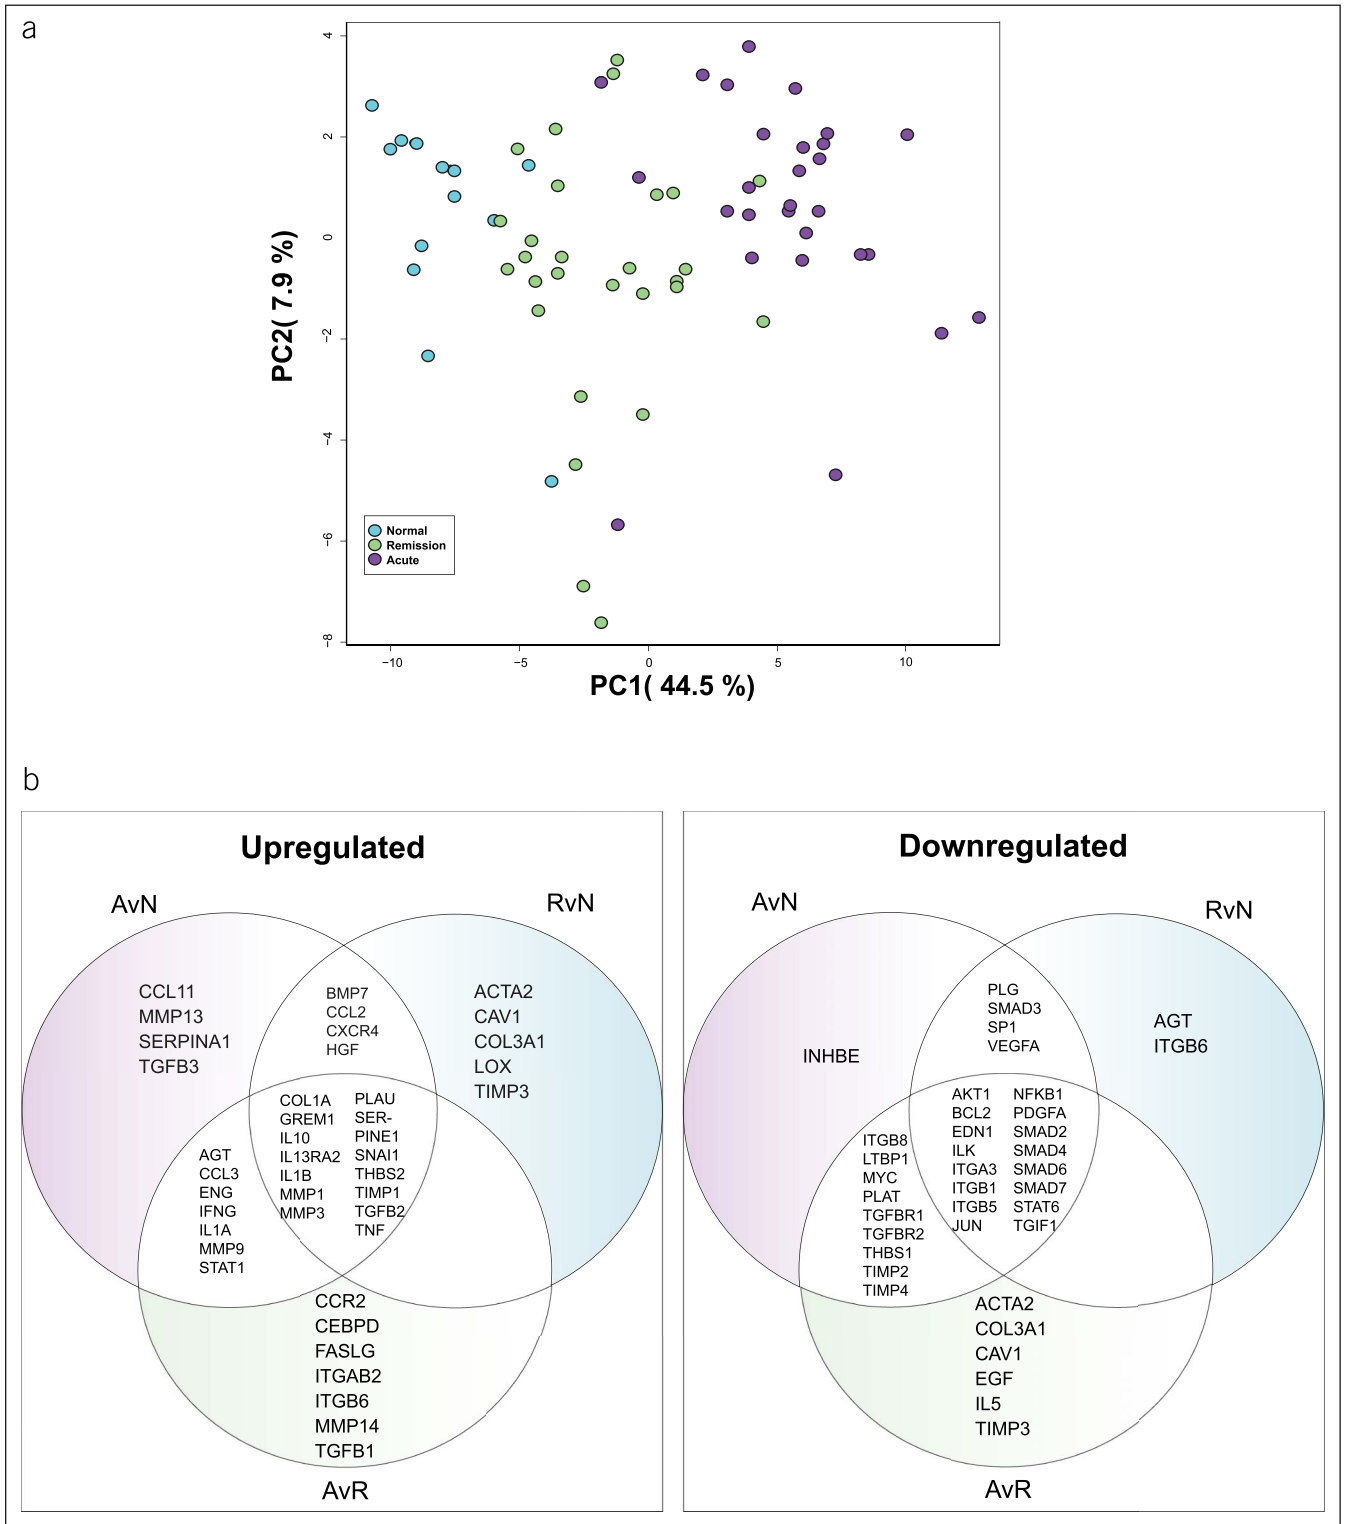 a
4
2
0
−2
−4
−6
−8
PC2( 7.9 %)
Normal
Remission
Acute
−10
−5
0
5
10
PC1( 44.5 %)
b
Upregulated
AvN
RvN
CCL11
MMP13
SERPINA1
TGFB3
BMP7
CCL2
CXCR4
HGF
ACTA2
CAV1
COL3A1
LOX
TIMP3
COL1A
GREM1
IL10
IL13RA2
IL1B
MMP1
MMP3
PLAU
SER-
PINE1
SNAI1
THBS2
TIMP1
TGFB2
TNF
AGT
CCL3
ENG
IFNG
IL1A
MMP9
STAT1
CCR2
CEBPD
FASLG
ITGAB2
ITGB6
MMP14
TGFB1
AvR
Downregulated
AvN
RvN
INHBE
PLG
SMAD3
SP1
VEGFA
AGT
ITGB6
AKT1
BCL2
EDN1
ILK
ITGA3
ITGB1
ITGB5
JUN
NFKB1
PDGFA
SMAD2
SMAD4
SMAD6
SMAD7
STAT6
TGIF1
ITGB8
LTBP1
MYC
PLAT
TGFBR1
TGFBR2
THBS1
TIMP2
TIMP4
ACTA2
COL3A1
CAV1
EGF
IL5
TIMP3
AvR